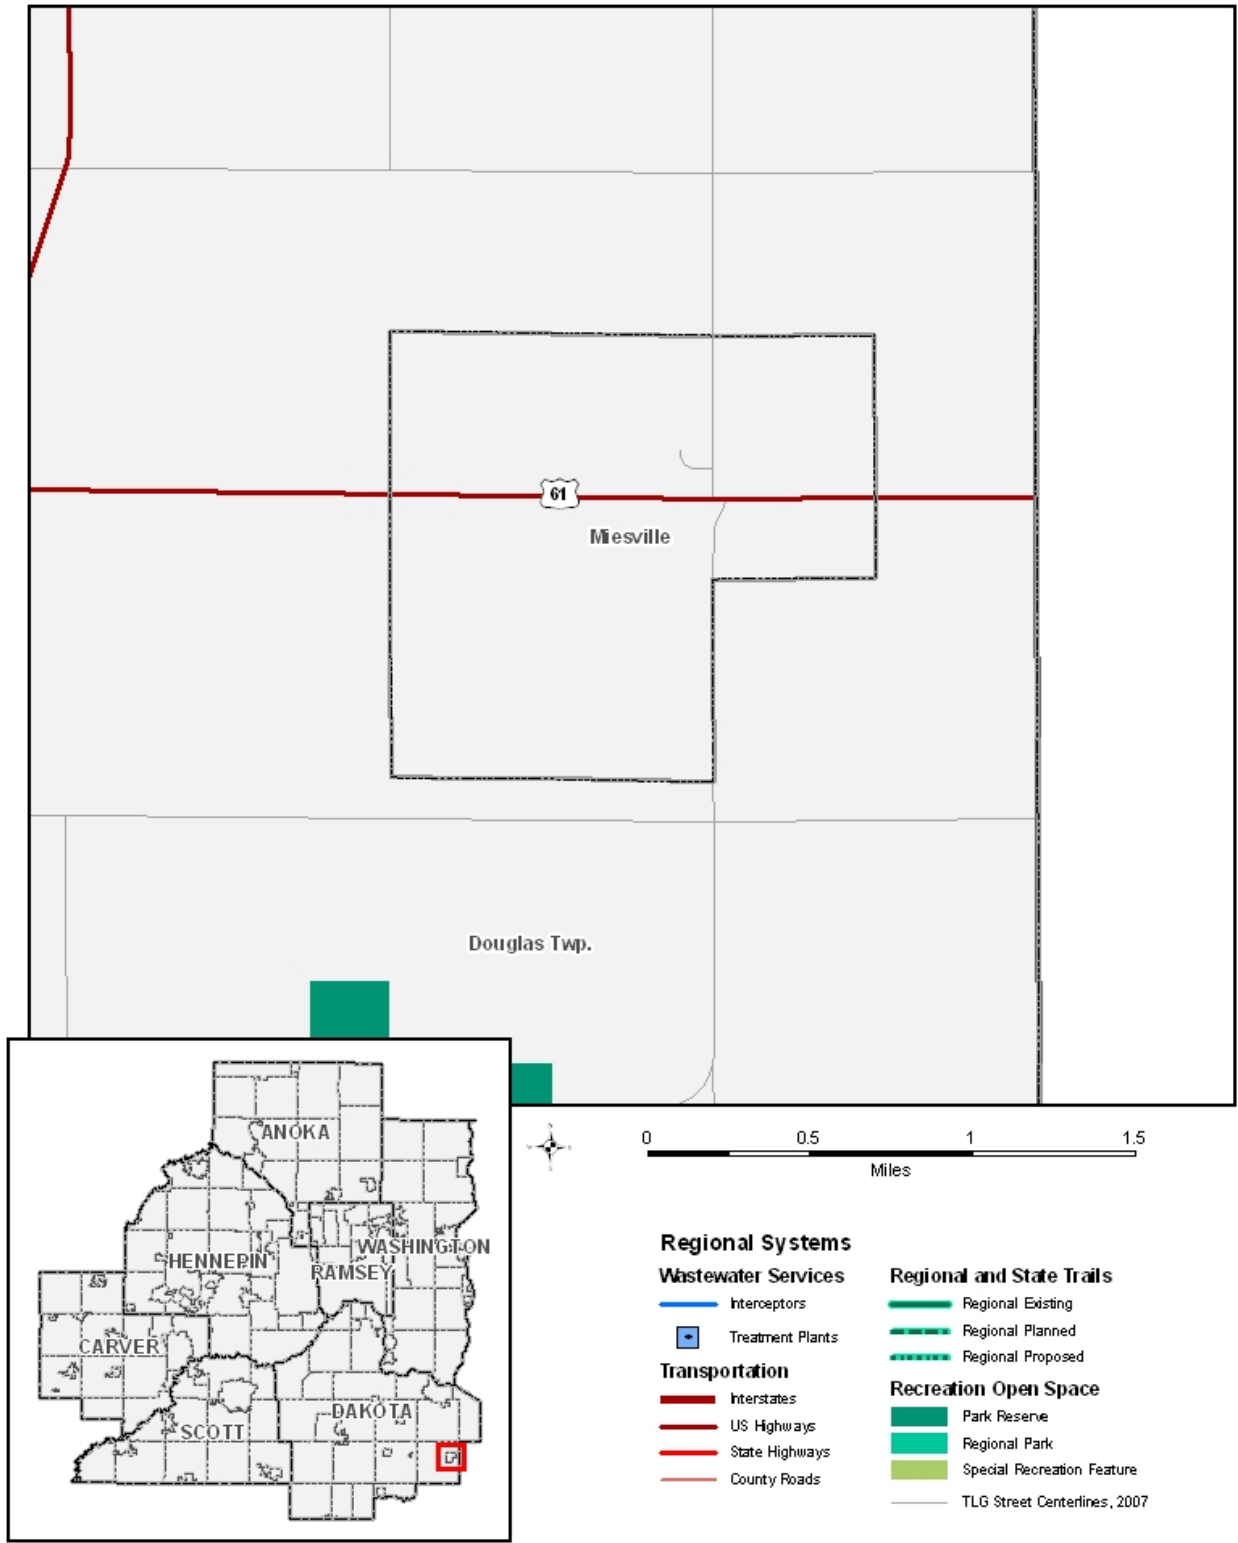 61
Miesville
Douglas Twp.
ANOKA
HENNEPIN
WASHINGTON
RAMSEY
CARVER
SCOTT
DAKOTA
0 0.5 1 1.5
Miles
Regional Systems
Wastewater Services
Interceptors
Treatment Plants
Transportation
Interstates
US Highways
State Highways
County Roads
Regional and State Trails
Regional Existing
Regional Planned
Regional Proposed
Recreation Open Space
Park Reserve
Regional Park
Special Recreation Feature
TLG Street Centerlines, 2007